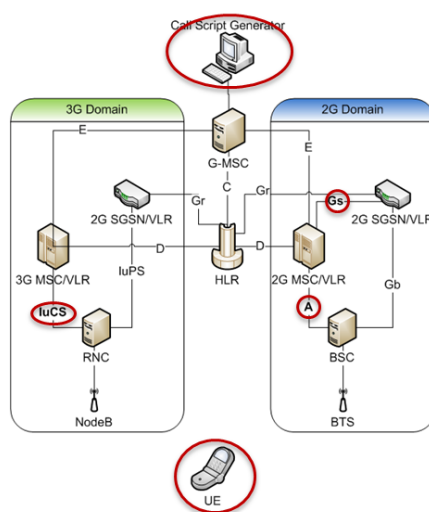 Call Script Generator
3G Domain
2G Domain
G-MSC
E
E
C
Gr
Gr
Gs
2G SGSN/VLR
2G SGSN/VLR
D
D
3G MSC/VLR
IuPS
HLR
2G MSC/VLR
Gb
IuCS
A
RNC
BSC
NodeB
BTS
UE